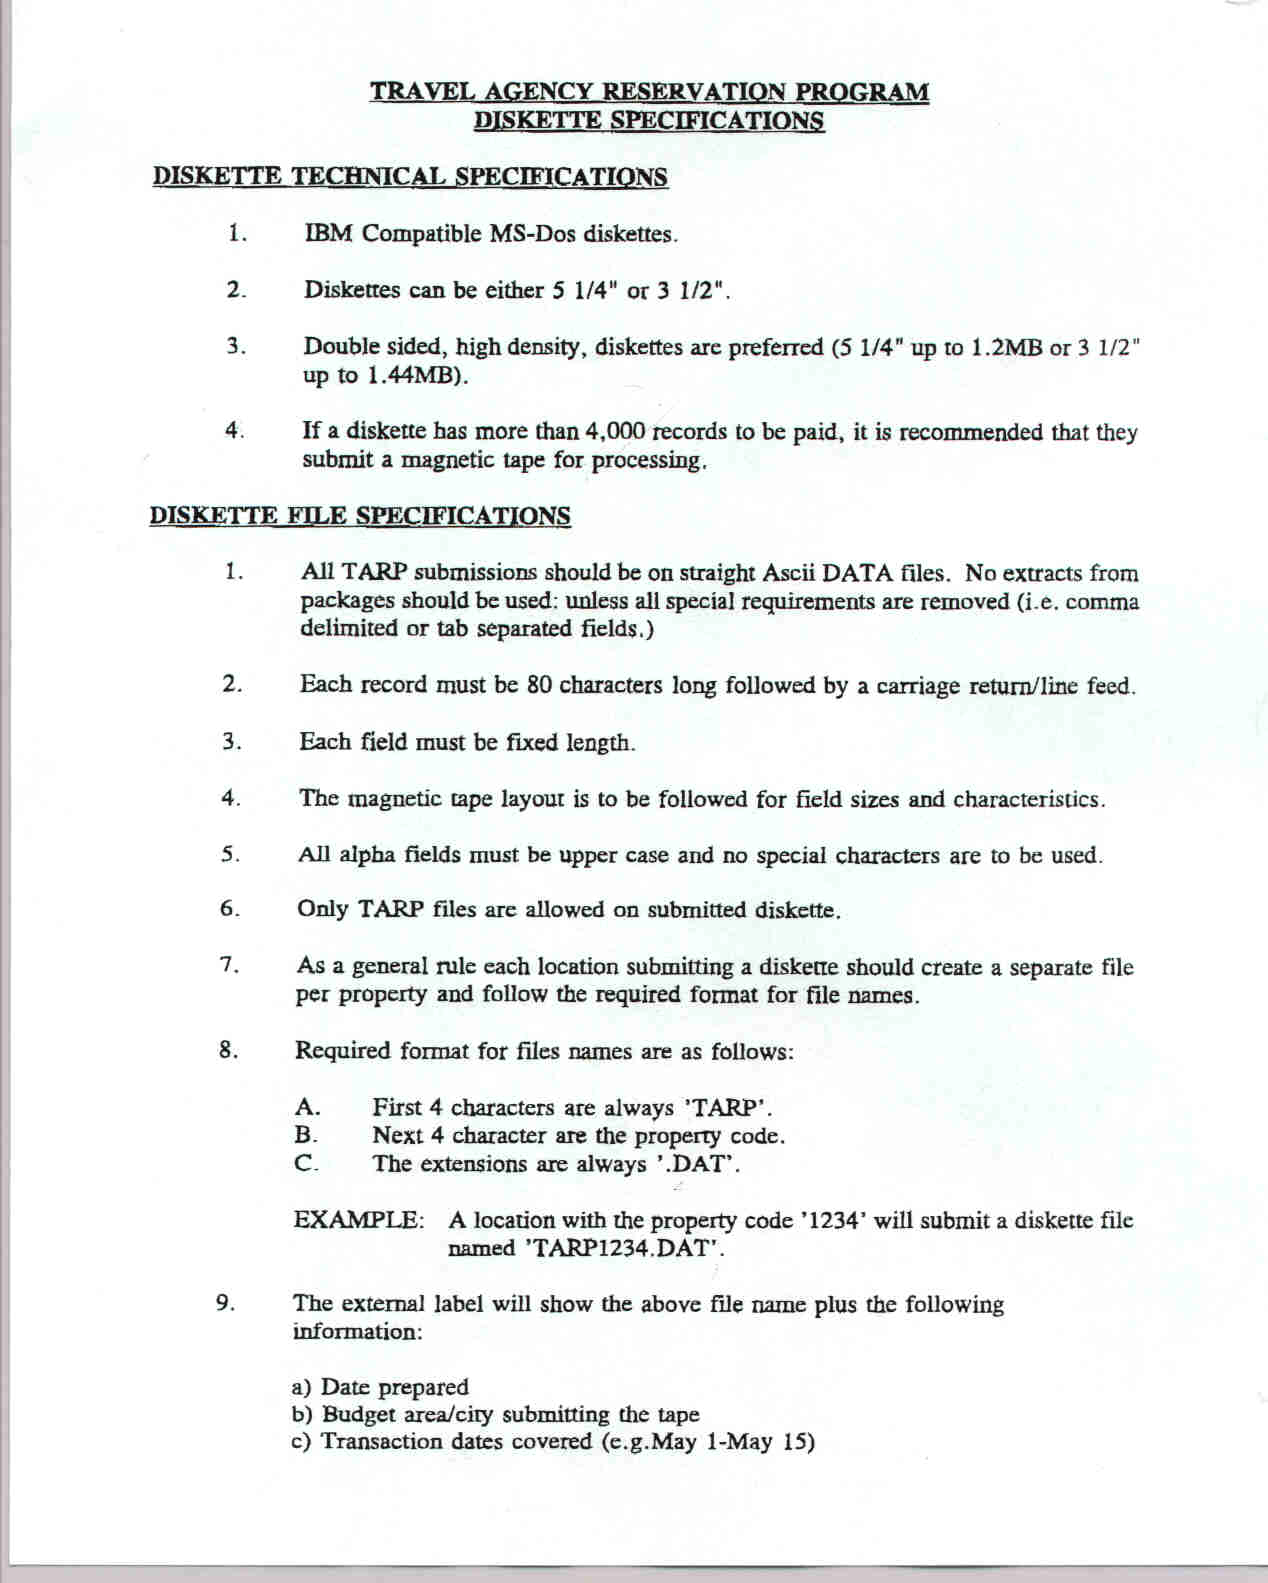 TRAVEL AGENCY RESERVATION PROGRAM
DISKETTE SPECIFICATIONS
DISKETTE TECHNICAL SPECIFICATIONS
1. IBM Compatible MS-Dos diskettes.
2. Diskettes can be either 5 1/4" or 3 1/2".
3. Double sided, high density, diskettes are preferred (5 1/4" up to 1.2MB or 3 1/2"
up to 1.44MB).
4. If a diskette has more than 4,000 records to be paid, it is recommended that they
submit a magnetic tape for processing.
DISKETTE FILE SPECIFICATIONS
1. All TARP submissions should be on straight Ascii DATA files. No extracts from
packages should be used: unless all special requirements are removed (i.e. comma
delimited or tab separated fields.)
2. Each record must be 80 characters long followed by a carriage return/line feed.
3. Each field must be fixed length.
4. The magnetic tape layout is to be followed for field sizes and characteristics.
5. All alpha fields must be upper case and no special characters are to be used.
6. Only TARP files are allowed on submitted diskette.
7. As a general rule each location submitting a diskette should create a separate file
per property and follow the required format for file names.
8. Required format for files names are as follows:
A. First 4 characters are always 'TARP'.
B. Next 4 character are the property code.
C. The extensions are always '.DAT'.
EXAMPLE: A location with the property code '1234' will submit a diskette file
named 'TARP1234.DAT'.
9. The external label will show the above file name plus the following
information:
a) Date prepared
b) Budget area/city submitting the tape
c) Transaction dates covered (e.g.May 1-May 15)